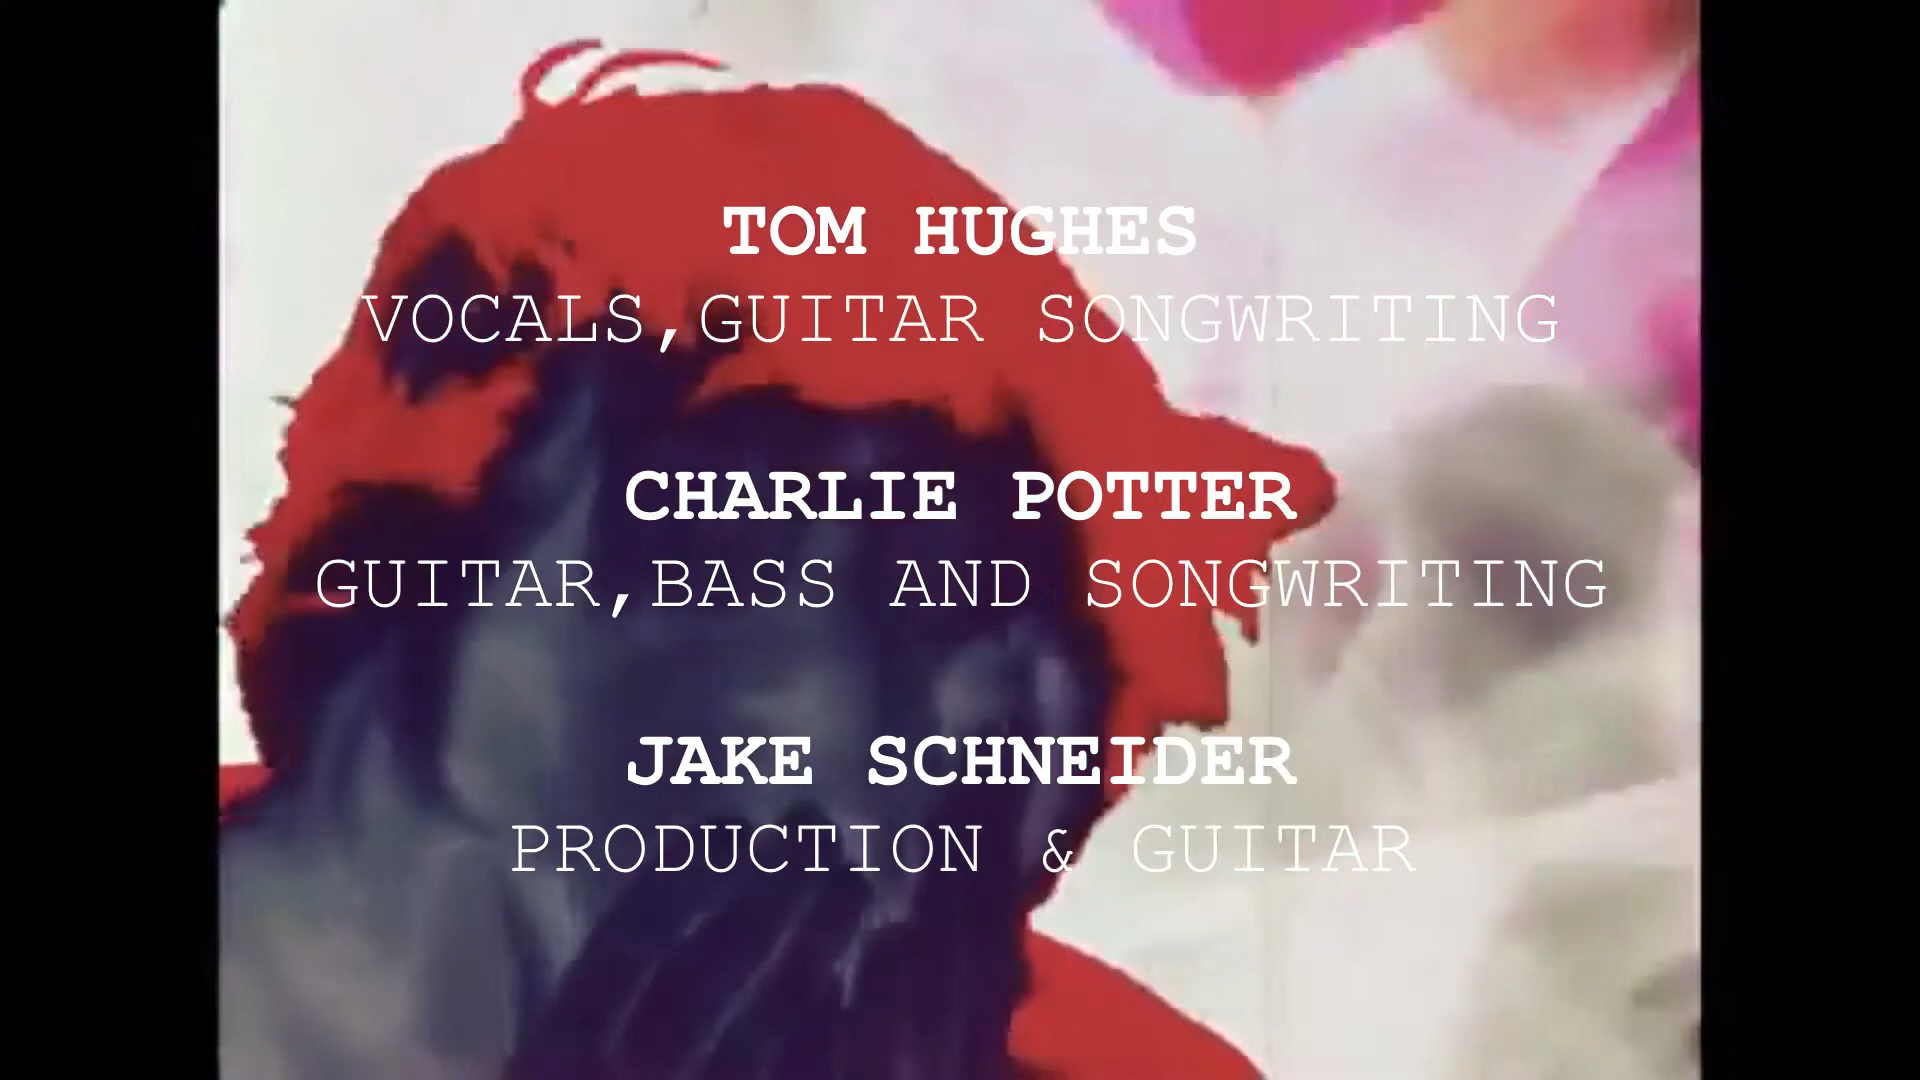 TOM HUGHES
VOCALS,GUITAR SONGWRITING
CHARLIE POTTER
GUITAR,BASS AND SONGWRITING
JAKE SCHNEIDER
PRODUCTION & GUITAR